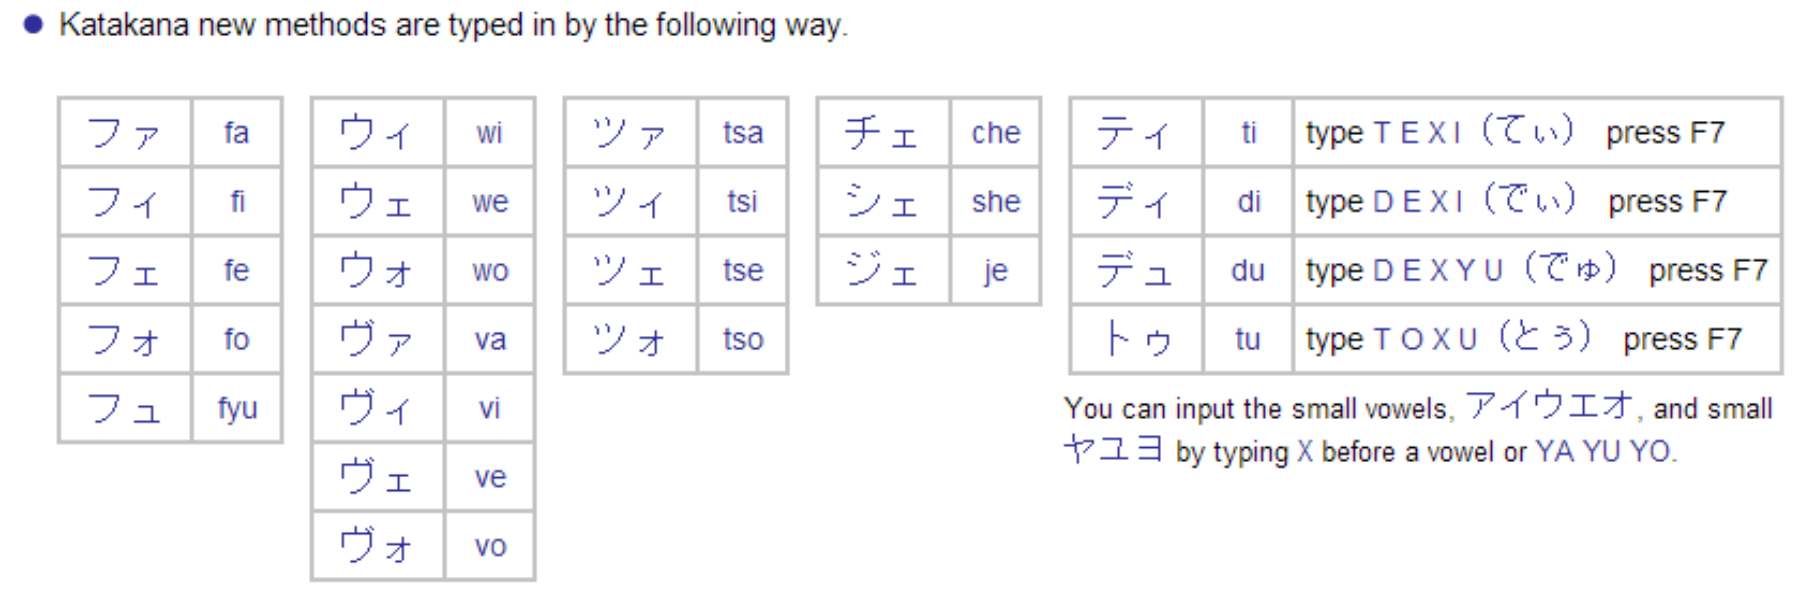 ● Katakana new methods are typed in by the following way.
ファ fa ウィ wi ツァ tsa チェ che ティ ti type T E X I（てぃ） press F7
フィ fi ウェ we ツィ tsi シェ she ディ di type D E X I（でぃ） press F7
フェ fe ウォ wo ツェ tse ジェ je デュ du type D E X Y U（でゅ） press F7
フォ fo ヴァ va ツォ tso トゥ tu type T O X U（とぅ） press F7
フュ fyu ヴィ vi
ヴェ ve
ヴォ vo
You can input the small vowels, アイウエオ, and small
ヤユヨ by typing X before a vowel or YA YU YO.